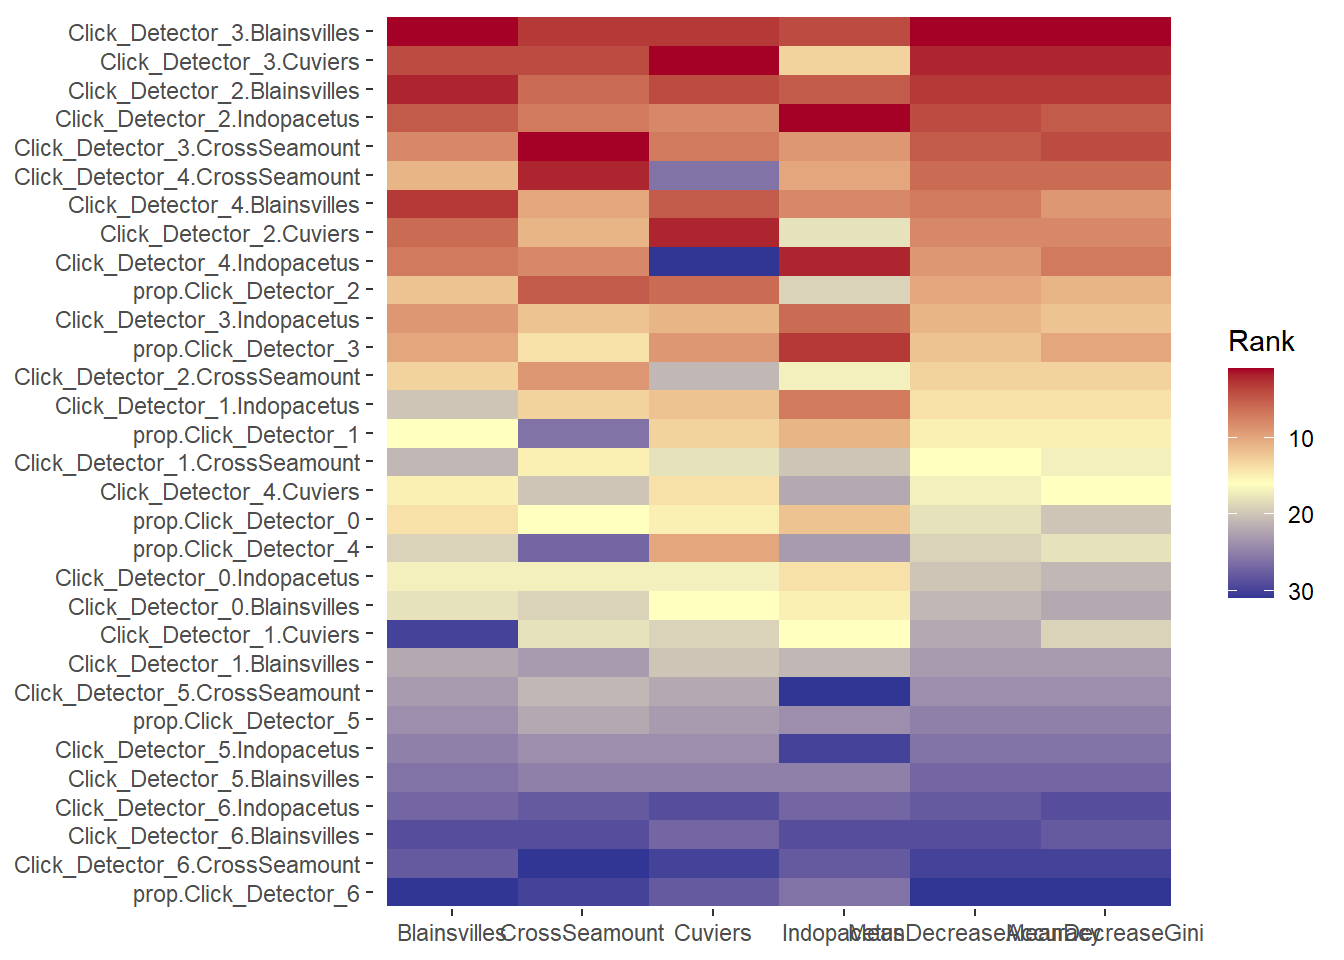 Click_Detector_3.Blainsvilles
Click_Detector_3.Cuviers
Click_Detector_2.Blainsvilles
Click_Detector_2.Indopacetus
Click_Detector_3.CrossSeamount
Click_Detector_4.CrossSeamount
Click_Detector_4.Blainsvilles
Click_Detector_2.Cuviers
Click_Detector_4.Indopacetus
prop.Click_Detector_2
Click_Detector_3.Indopacetus
prop.Click_Detector_3
Click_Detector_2.CrossSeamount
Click_Detector_1.Indopacetus
prop.Click_Detector_1
Click_Detector_1.CrossSeamount
Click_Detector_4.Cuviers
prop.Click_Detector_0
prop.Click_Detector_4
Click_Detector_0.Indopacetus
Click_Detector_0.Blainsvilles
Click_Detector_1.Cuviers
Click_Detector_1.Blainsvilles
Click_Detector_5.CrossSeamount
prop.Click_Detector_5
Click_Detector_5.Indopacetus
Click_Detector_5.Blainsvilles
Click_Detector_6.Indopacetus
Click_Detector_6.Blainsvilles
Click_Detector_6.CrossSeamount
prop.Click_Detector_6
Blainsvilles CrossSeamount Cuviers Indopacetus MeanDecreaseAccuracy MeanDecreaseGini
Rank
10
20
30